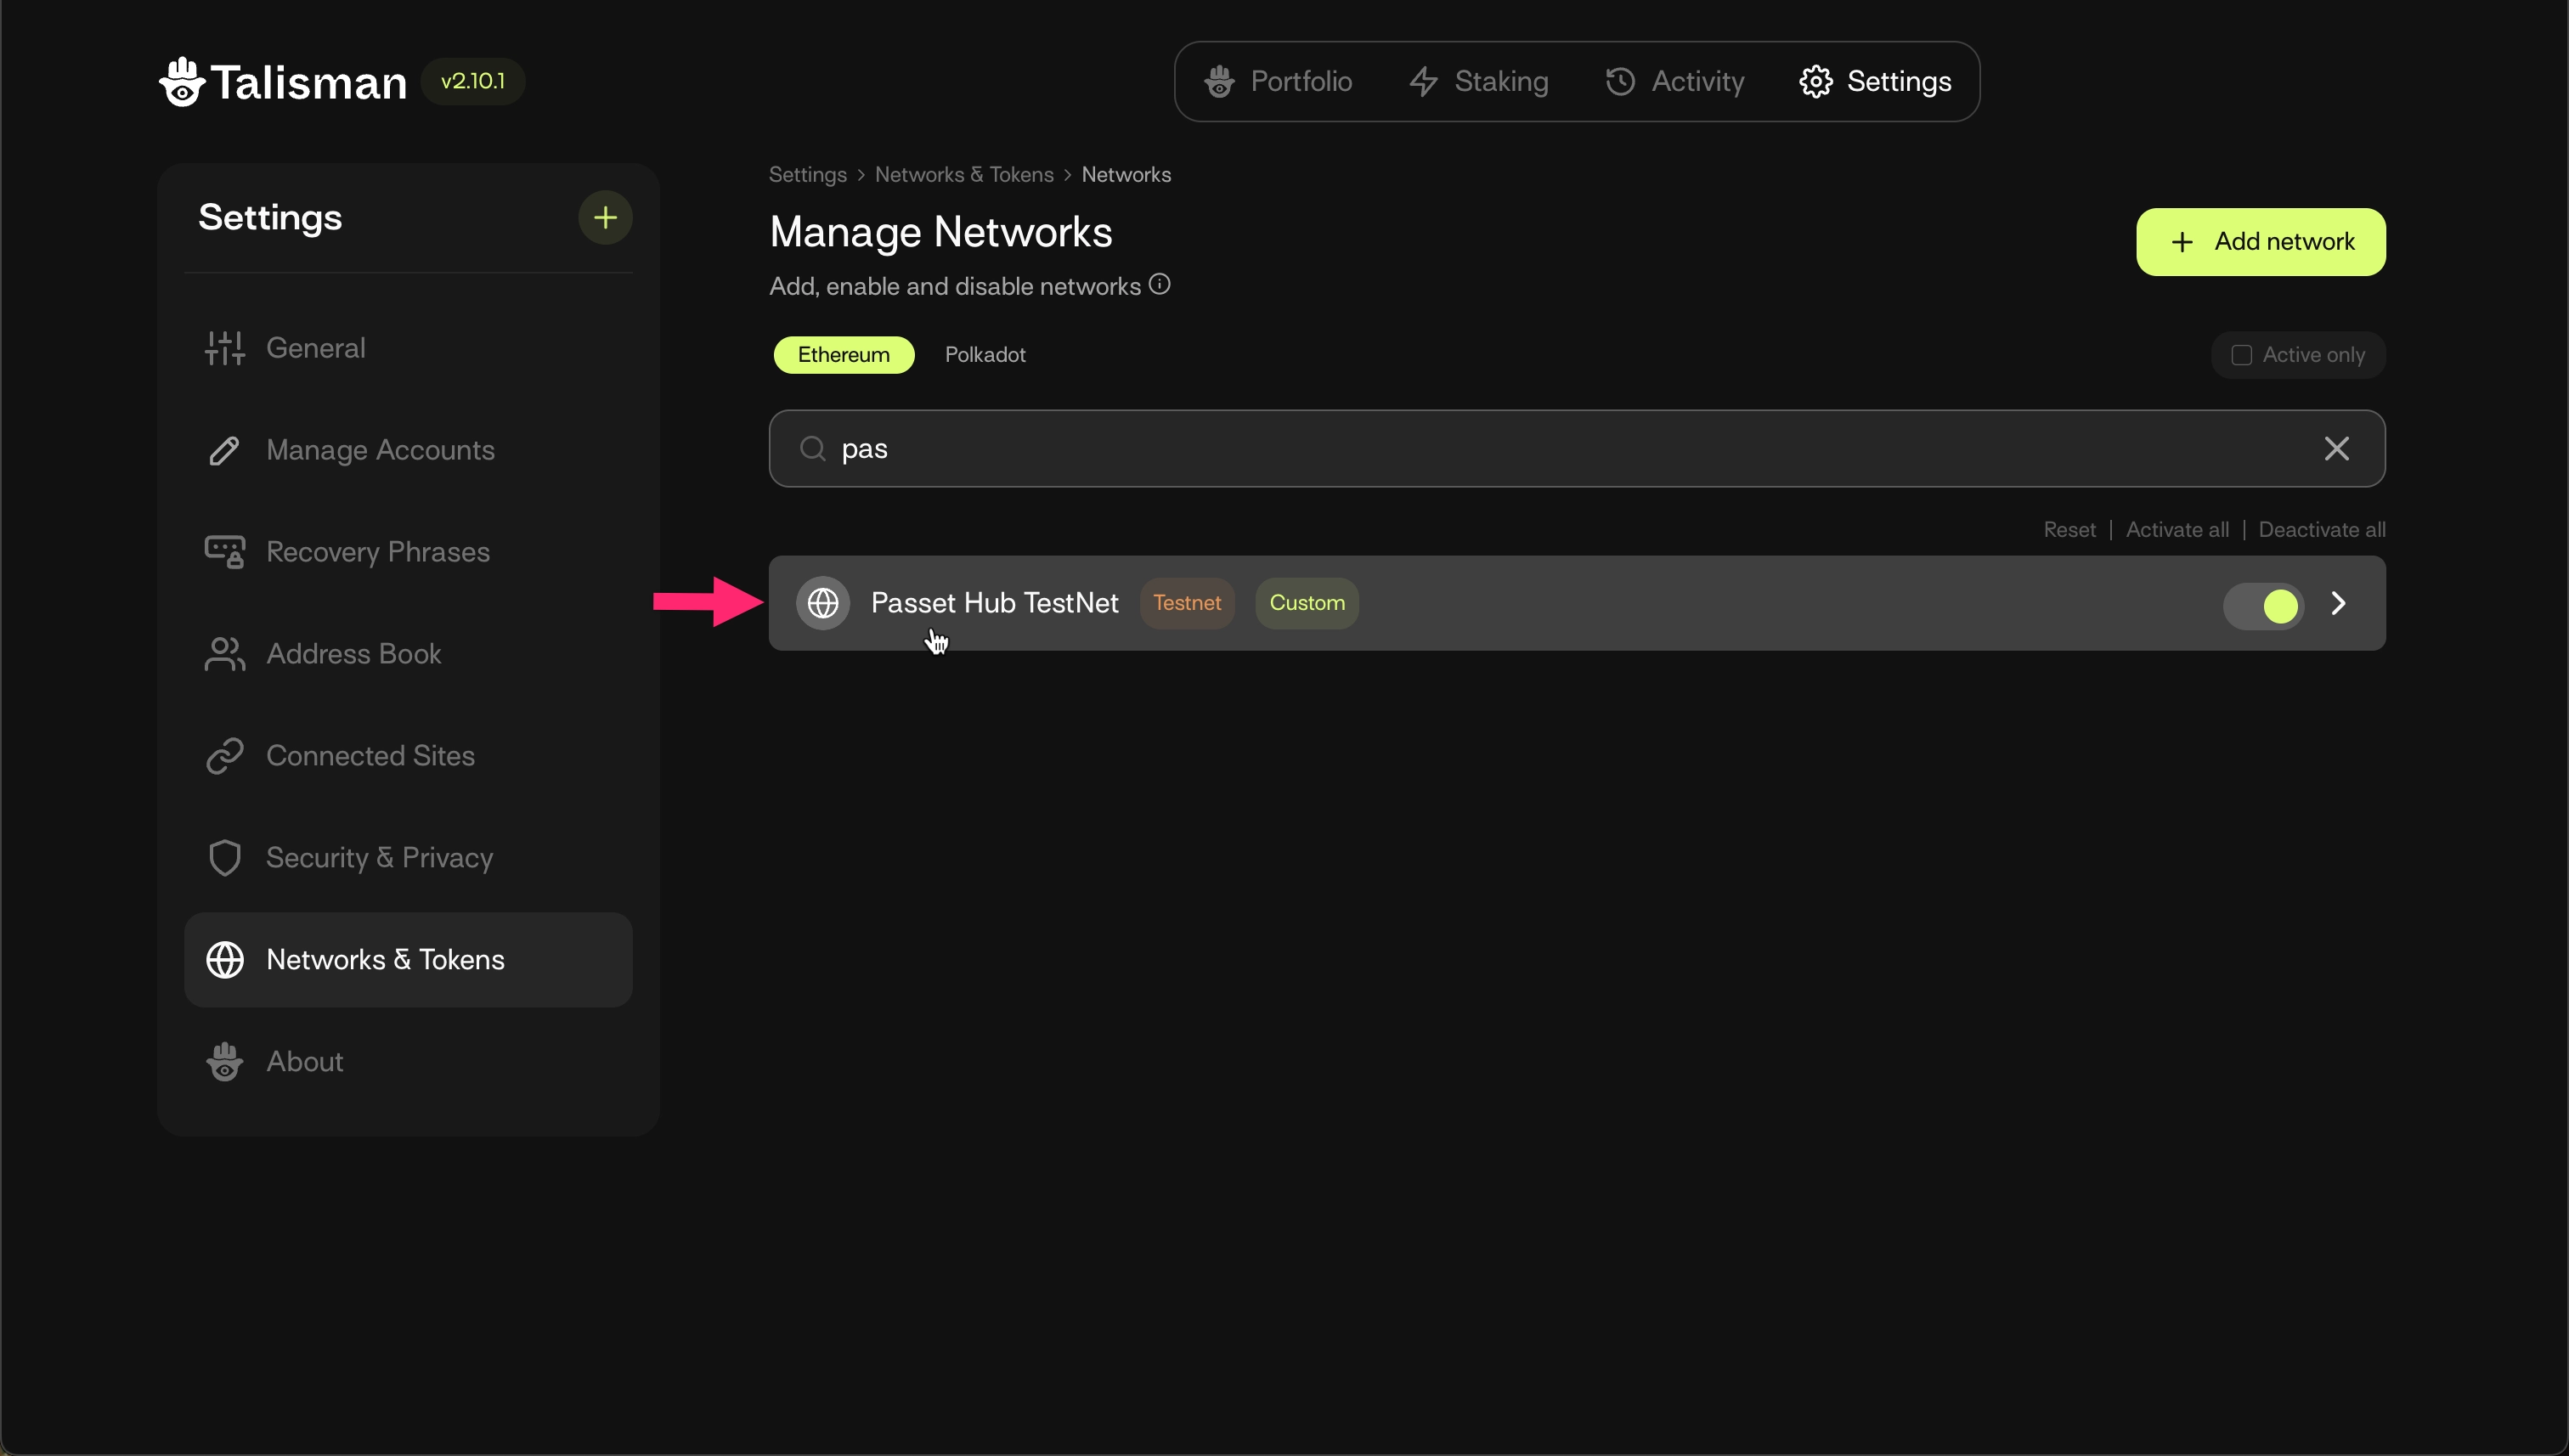 Talisman v2.10.1
Portfolio Staking Activity Settings
Settings
General
Manage Accounts
Recovery Phrases
Address Book
Connected Sites
Security & Privacy
Networks & Tokens
About
Settings > Networks & Tokens > Networks
Manage Networks
Add, enable and disable networks
Add network
Ethereum Polkadot
Active only
pas
Reset | Activate all | Deactivate all
Passet Hub TestNet Testnet Custom